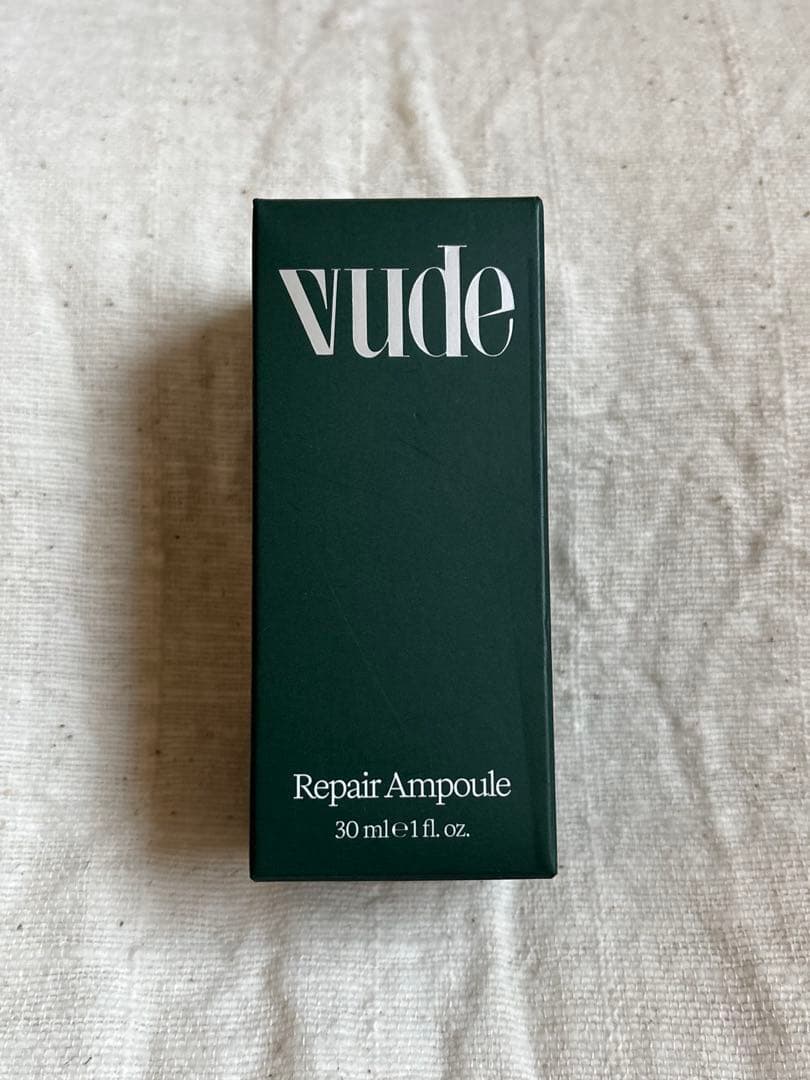 vude
Repair Ampoule
30 ml ℮ 1 fl. oz.